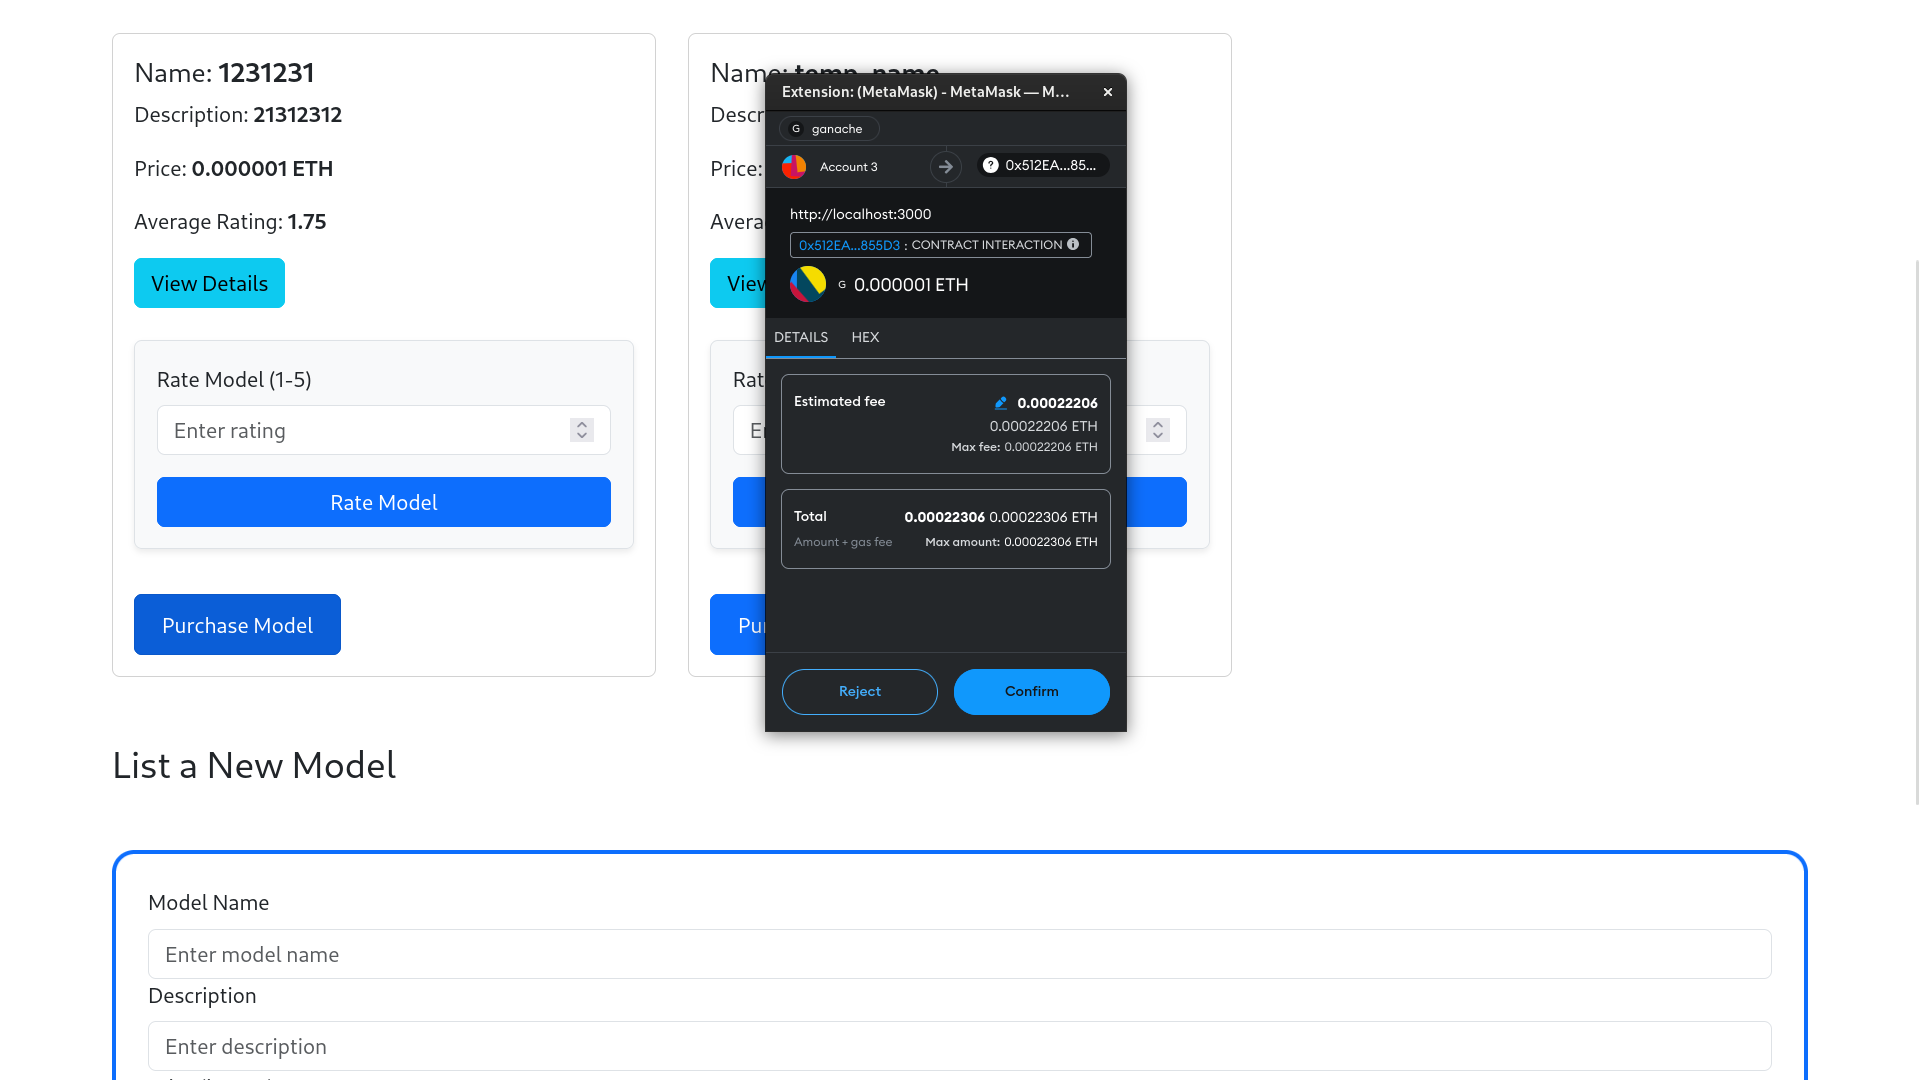 Name: 1231231
Description: 21312312
Price: 0.000001 ETH
Average Rating: 1.75
View Details
Rate Model (1-5)
Enter rating
Rate Model
Purchase Model
Name: temp_name
Descr
Price:
Avera
View
Rat
Pur
Extension: (MetaMask) - MetaMask — M...
G ganache
Account 3
? 0x512EA...85...
http://localhost:3000
0x512EA...855D3 : CONTRACT INTERACTION
G 0.000001 ETH
DETAILS HEX
Estimated fee 0.00022206
0.00022206 ETH
Max fee: 0.00022206 ETH
Total 0.00022306 0.00022306 ETH
Amount + gas fee Max amount: 0.00022306 ETH
Reject Confirm
List a New Model
Model Name
Enter model name
Description
Enter description